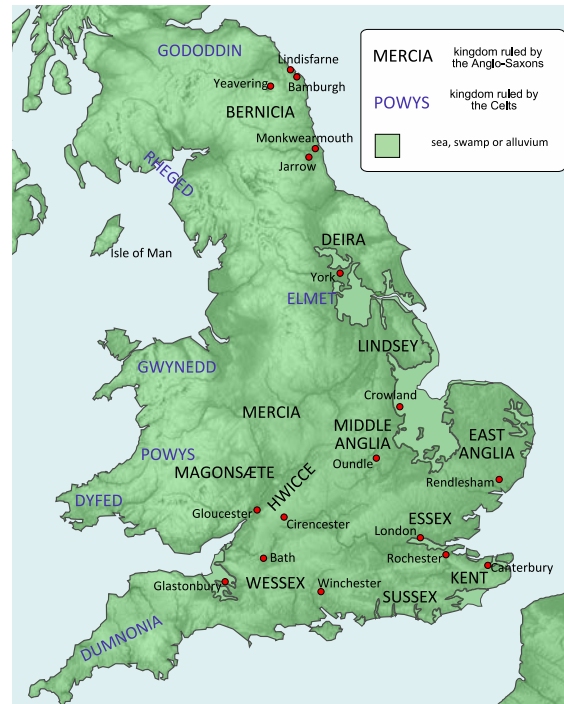 GODODDIN
Lindisfarne
Yeavering
Bamburgh
BERNICIA
Monkwearmouth
Jarrow
RHEGED
Isle of Man
DEIRA
York
ELMET
LINDSEY
GWYNEDD
Crowland
MERCIA
MIDDLE
ANGLIA
EAST
ANGLIA
POWYS
MAGONSÆTE
Oundle
HWICCE
Rendlesham
DYFED
Gloucester
Cirencester
ESSEX
London
Bath
Rochester
KENT
Canterbury
Glastonbury
WESSEX
Winchester
SUSSEX
DUMNONIA
MERCIA
kingdom ruled by
the Anglo-Saxons
POWYS
kingdom ruled by
the Celts
sea, swamp or alluvium